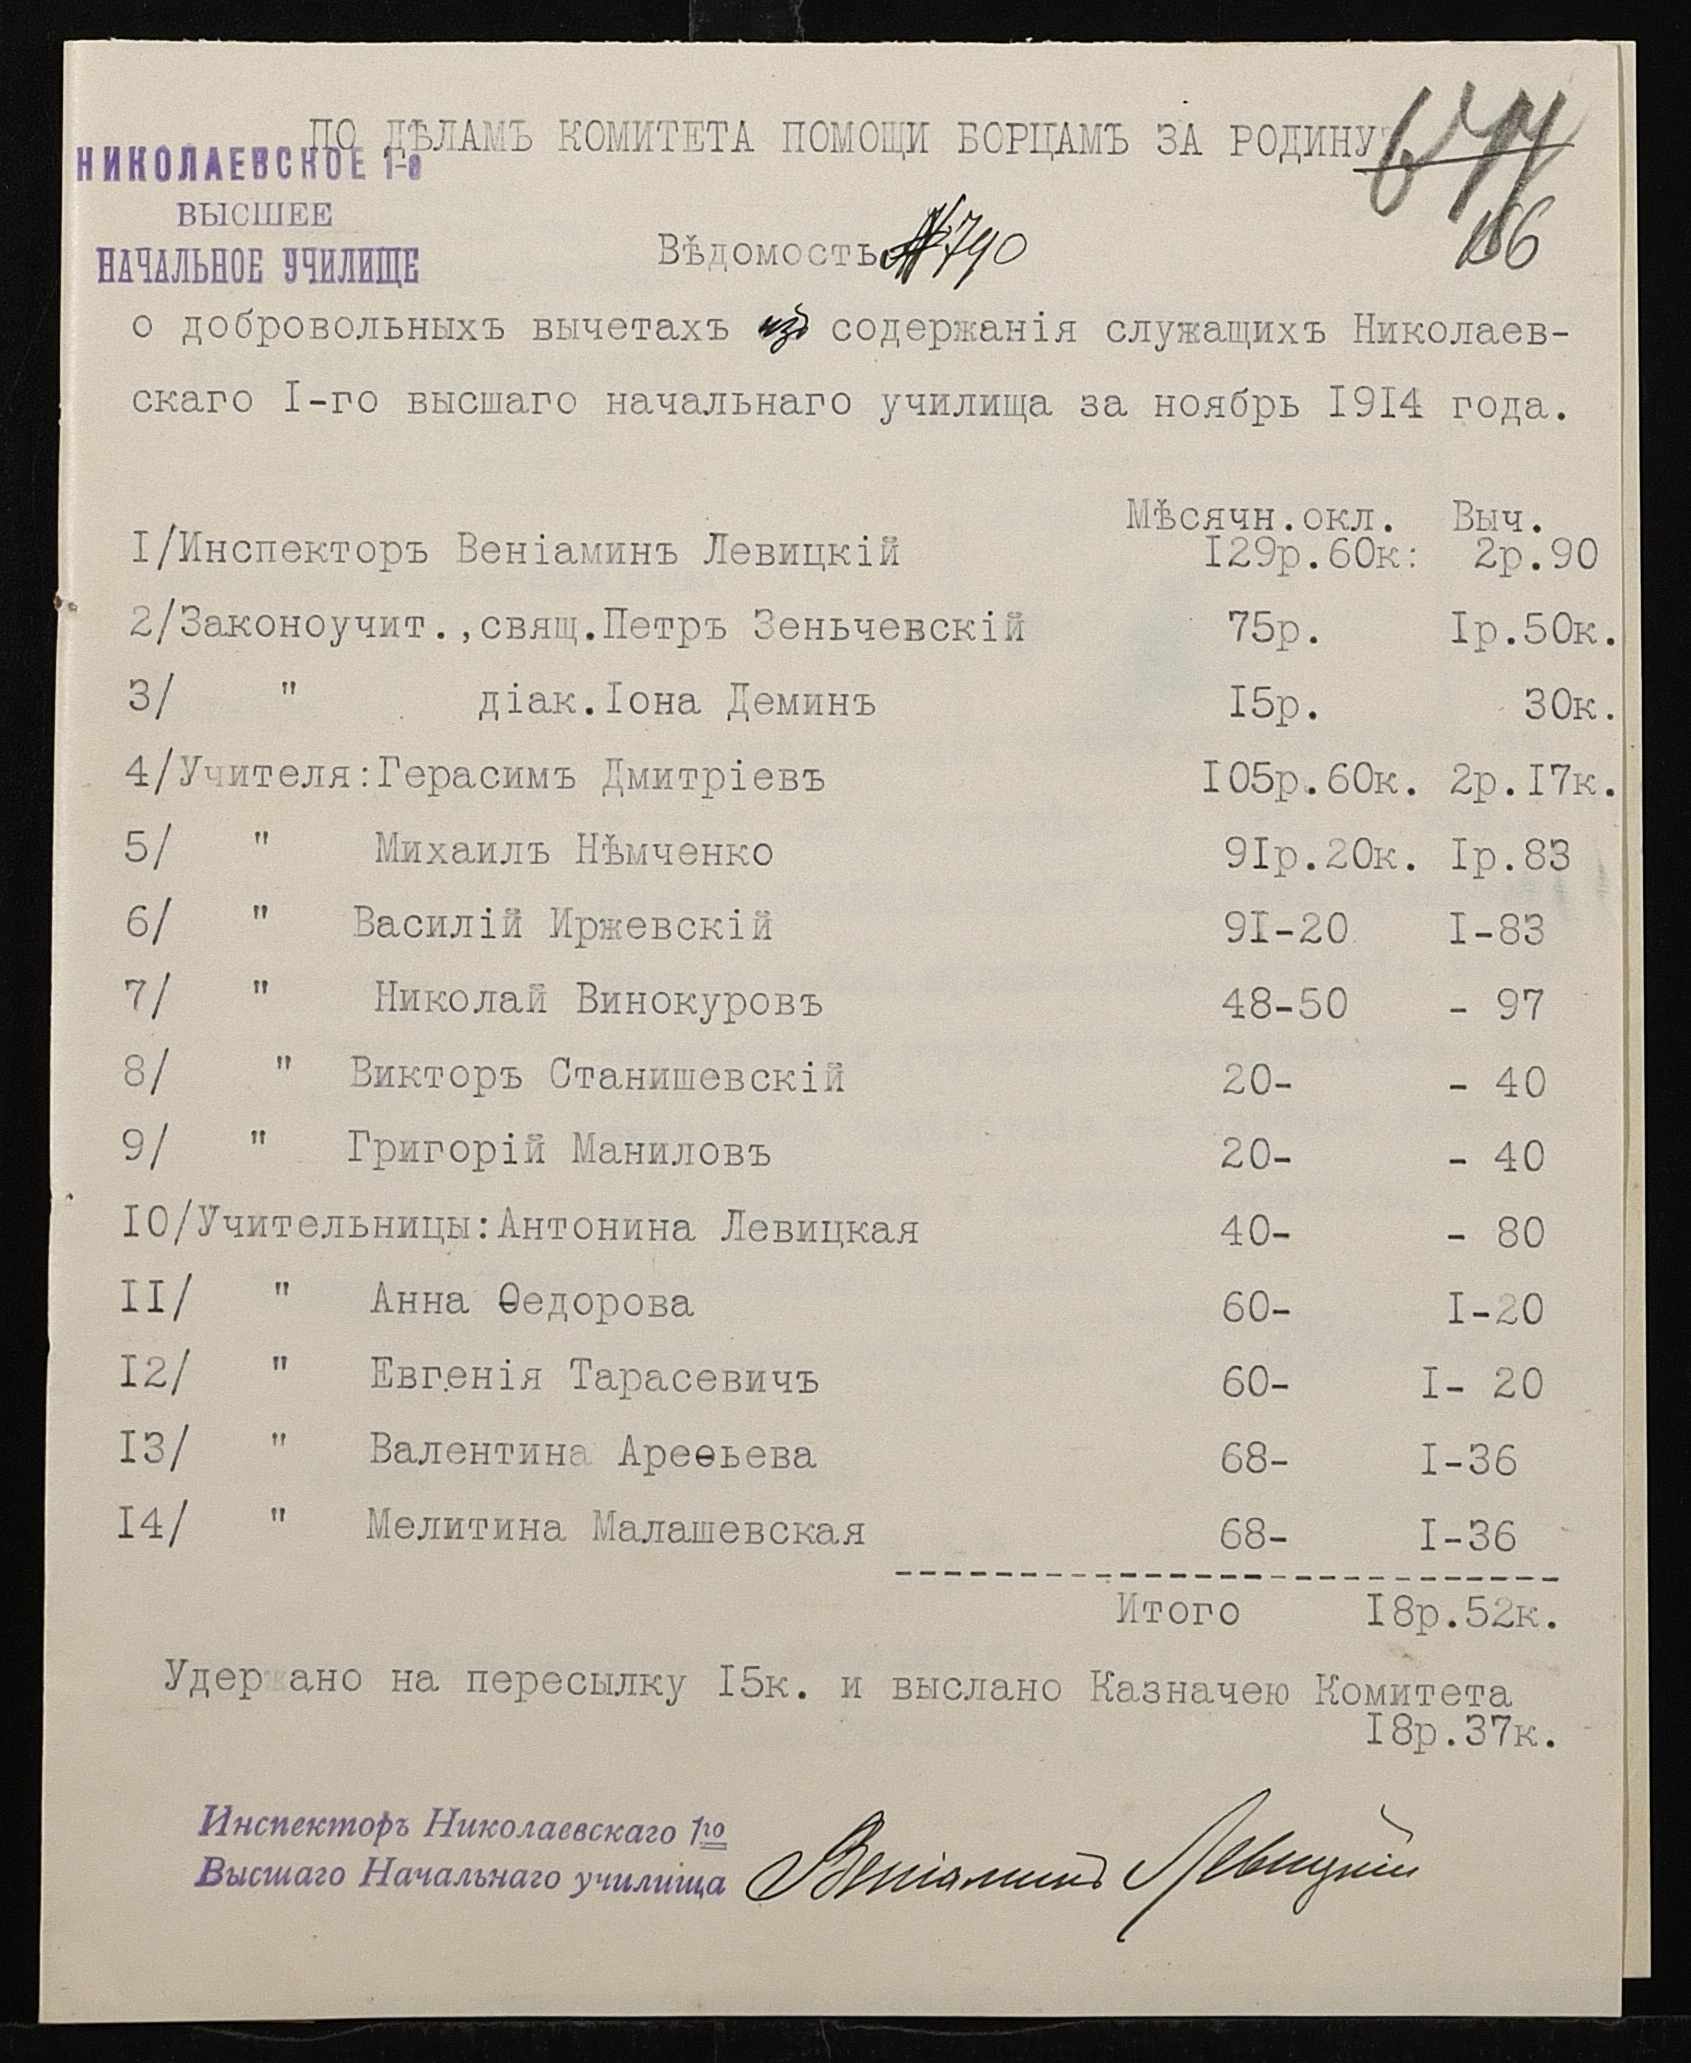 ПО ДѢЛАМЪ КОМИТЕТА ПОМОЩИ БОРЦАМЪ ЗА РОДИНУ
НИКОЛАЕВСКОЕ 1-е
ВЫСШЕЕ
НАЧАЛЬНОЕ УЧИЛИЩЕ
Вѣдомость №790
о добровольныхъ вычетахъ изъ содержанія служащихъ Николаев-
скаго I-го высшаго начальнаго училища за ноябрь I9I4 года.
Мѣсячн.окл. Выч.
I/Инспекторъ Веніаминъ Левицкій I29р.60к: 2р.90
2/Законоучит.,свящ.Петръ Зеньчевскій 75р. Iр.50к.
3/ " діак.Іона Деминъ I5р. 30к.
4/Учителя:Герасимъ Дмитріевъ I05р.60к. 2р.I7к.
5/ " Михаилъ Нѣмченко 9Iр.20к. Iр.83
6/ " Василій Иржевскій 9I-20 I-83
7/ " Николай Винокуровъ 48-50 - 97
8/ " Викторъ Станишевскій 20- - 40
9/ " Григорій Маниловъ 20- - 40
I0/Учительницы:Антонина Левицкая 40- - 80
II/ " Анна Ѳедорова 60- I-20
I2/ " Евгенія Тарасевичъ 60- I- 20
I3/ " Валентина Ареѳьева 68- I-36
I4/ " Мелитина Малашевская 68- I-36
Итого I8р.52к.
Удержано на пересылку I5к. и выслано Казначею Комитета
I8р.37к.
Инспекторъ Николаевскаго 1го
Высшаго Начальнаго училища Веніаминъ Левицкій